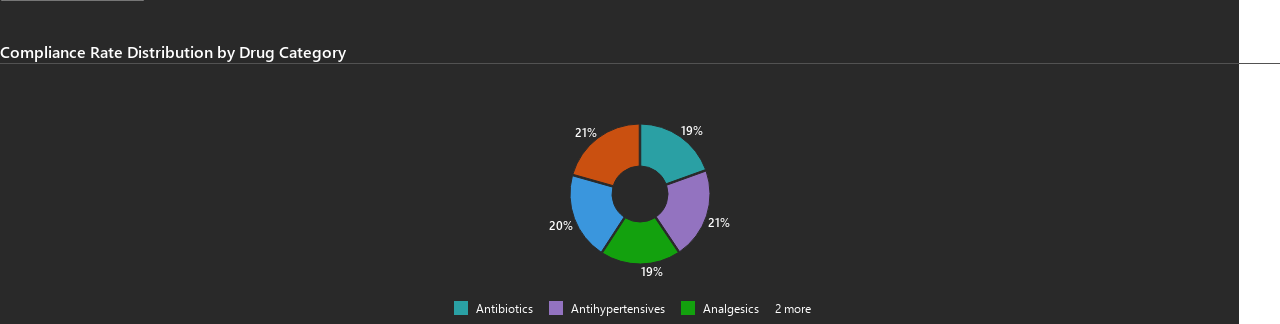 Compliance Rate Distribution by Drug Category
21%
19%
20%
21%
19%
Antibiotics Antihypertensives Analgesics 2 more